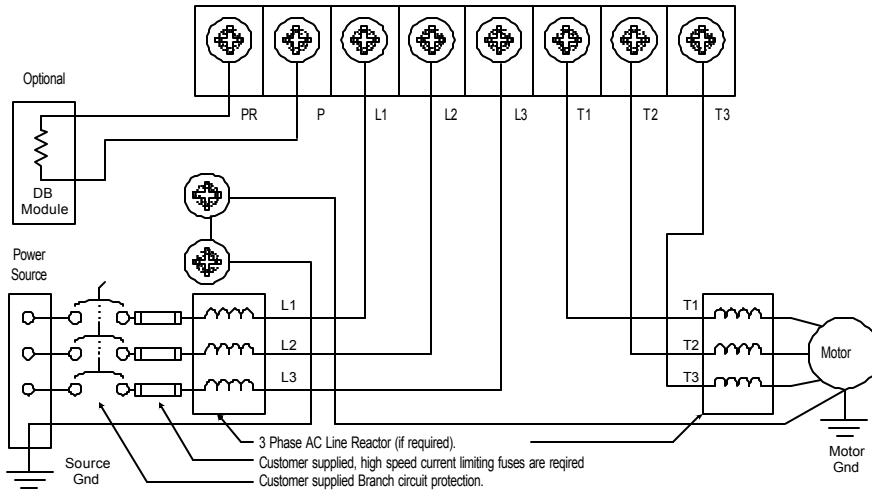 Optional
PR P L1 L2 L3 T1 T2 T3
DB
Module
Power
Source
L1
L2
L3
T1
T2
T3
Motor
3 Phase AC Line Reactor (if required).
Customer supplied, high speed current limiting fuses are reqired
Customer supplied Branch circuit protection.
Source
Gnd
Motor
Gnd